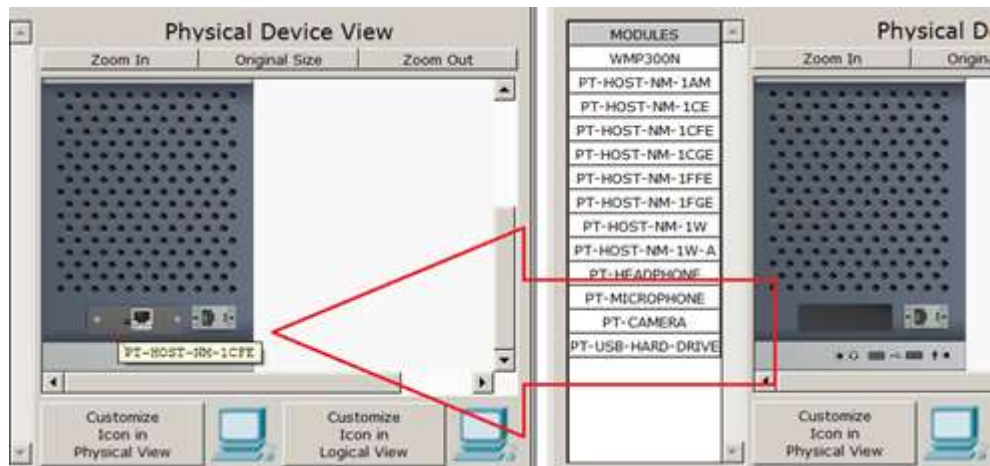 Physical Device View
Zoom In
Original Size
Zoom Out
PT-HOST-NM-1CFE
Customize
Icon in
Physical View
Customize
Icon in
Logical View
MODULES
WMP300N
PT-HOST-NM-1AM
PT-HOST-NM-1CE
PT-HOST-NM-1CFE
PT-HOST-NM-1CGE
PT-HOST-NM-1FFE
PT-HOST-NM-1FGE
PT-HOST-NM-1W
PT-HOST-NM-1W-A
PT-HEADPHONE
PT-MICROPHONE
PT-CAMERA
PT-USB-HARD-DRIVE
Physical D
Zoom In
Origin
Customize
Icon in
Physical View